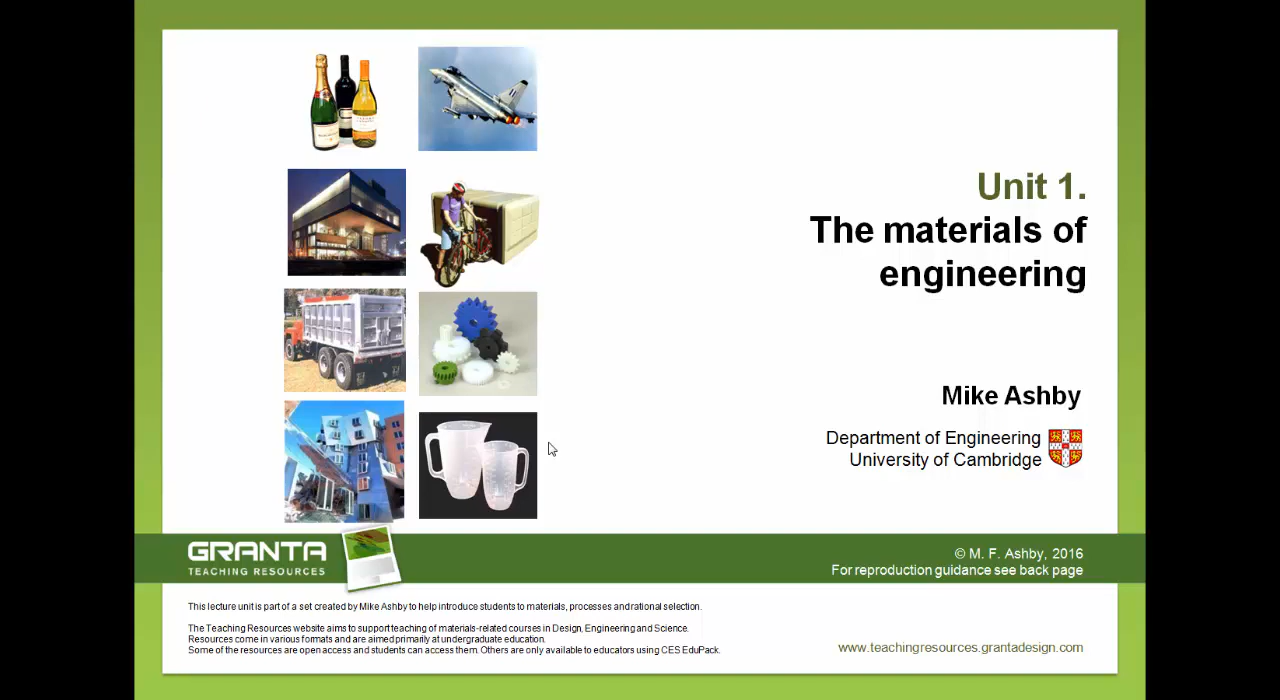 Unit 1.
The materials of
engineering
Mike Ashby
Department of Engineering
University of Cambridge
GRANTA
TEACHING RESOURCES
© M. F. Ashby, 2016
For reproduction guidance see back page
This lecture unit is part of a set created by Mike Ashby to help introduce students to materials, processes and rational selection.
The Teaching Resources website aims to support teaching of materials-related courses in Design, Engineering and Science.
Resources come in various formats and are aimed primarily at undergraduate education.
Some of the resources are open access and students can access them. Others are only available to educators using CES EduPack.
www.teachingresources.grantadesign.com